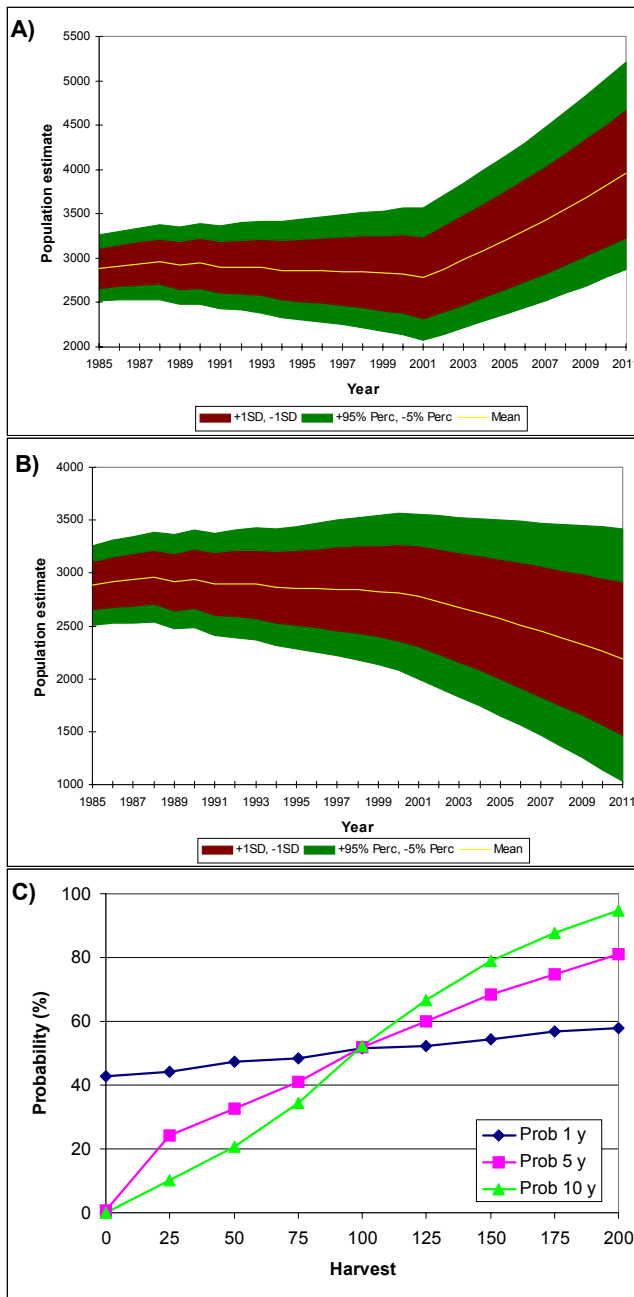 A)
5500
5000
4500
4000
3500
3000
2500
2000
Population estimate
1985 1987 1989 1991 1993 1995 1997 1999 2001 2003 2005 2007 2009 2011
Year
+1SD, -1SD +95% Perc, -5% Perc Mean
B)
4000
3500
3000
2500
2000
1500
1000
Population estimate
1985 1987 1989 1991 1993 1995 1997 1999 2001 2003 2005 2007 2009 2011
Year
+1SD, -1SD +95% Perc, -5% Perc Mean
C)
100
80
60
40
20
0
Probability (%)
Prob 1 y
Prob 5 y
Prob 10 y
0 25 50 75 100 125 150 175 200
Harvest